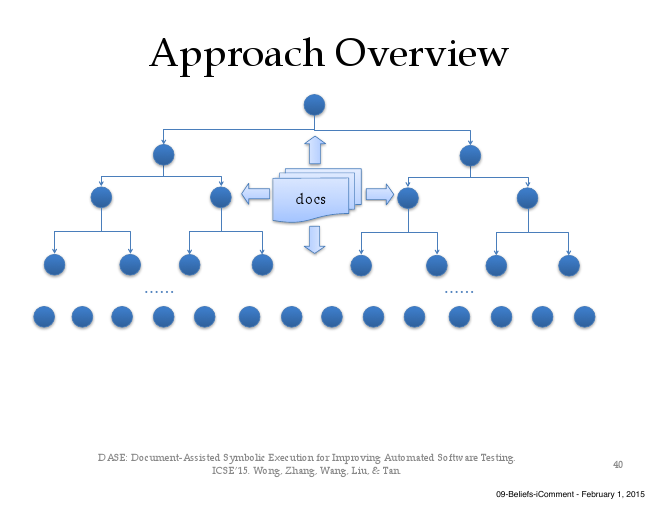 Approach Overview
docs
......
......
DASE: Document-Assisted Symbolic Execution for Improving Automated Software Testing.
ICSE'15. Wong, Zhang, Wang, Liu, & Tan.
40
09-Beliefs-iComment - February 1, 2015